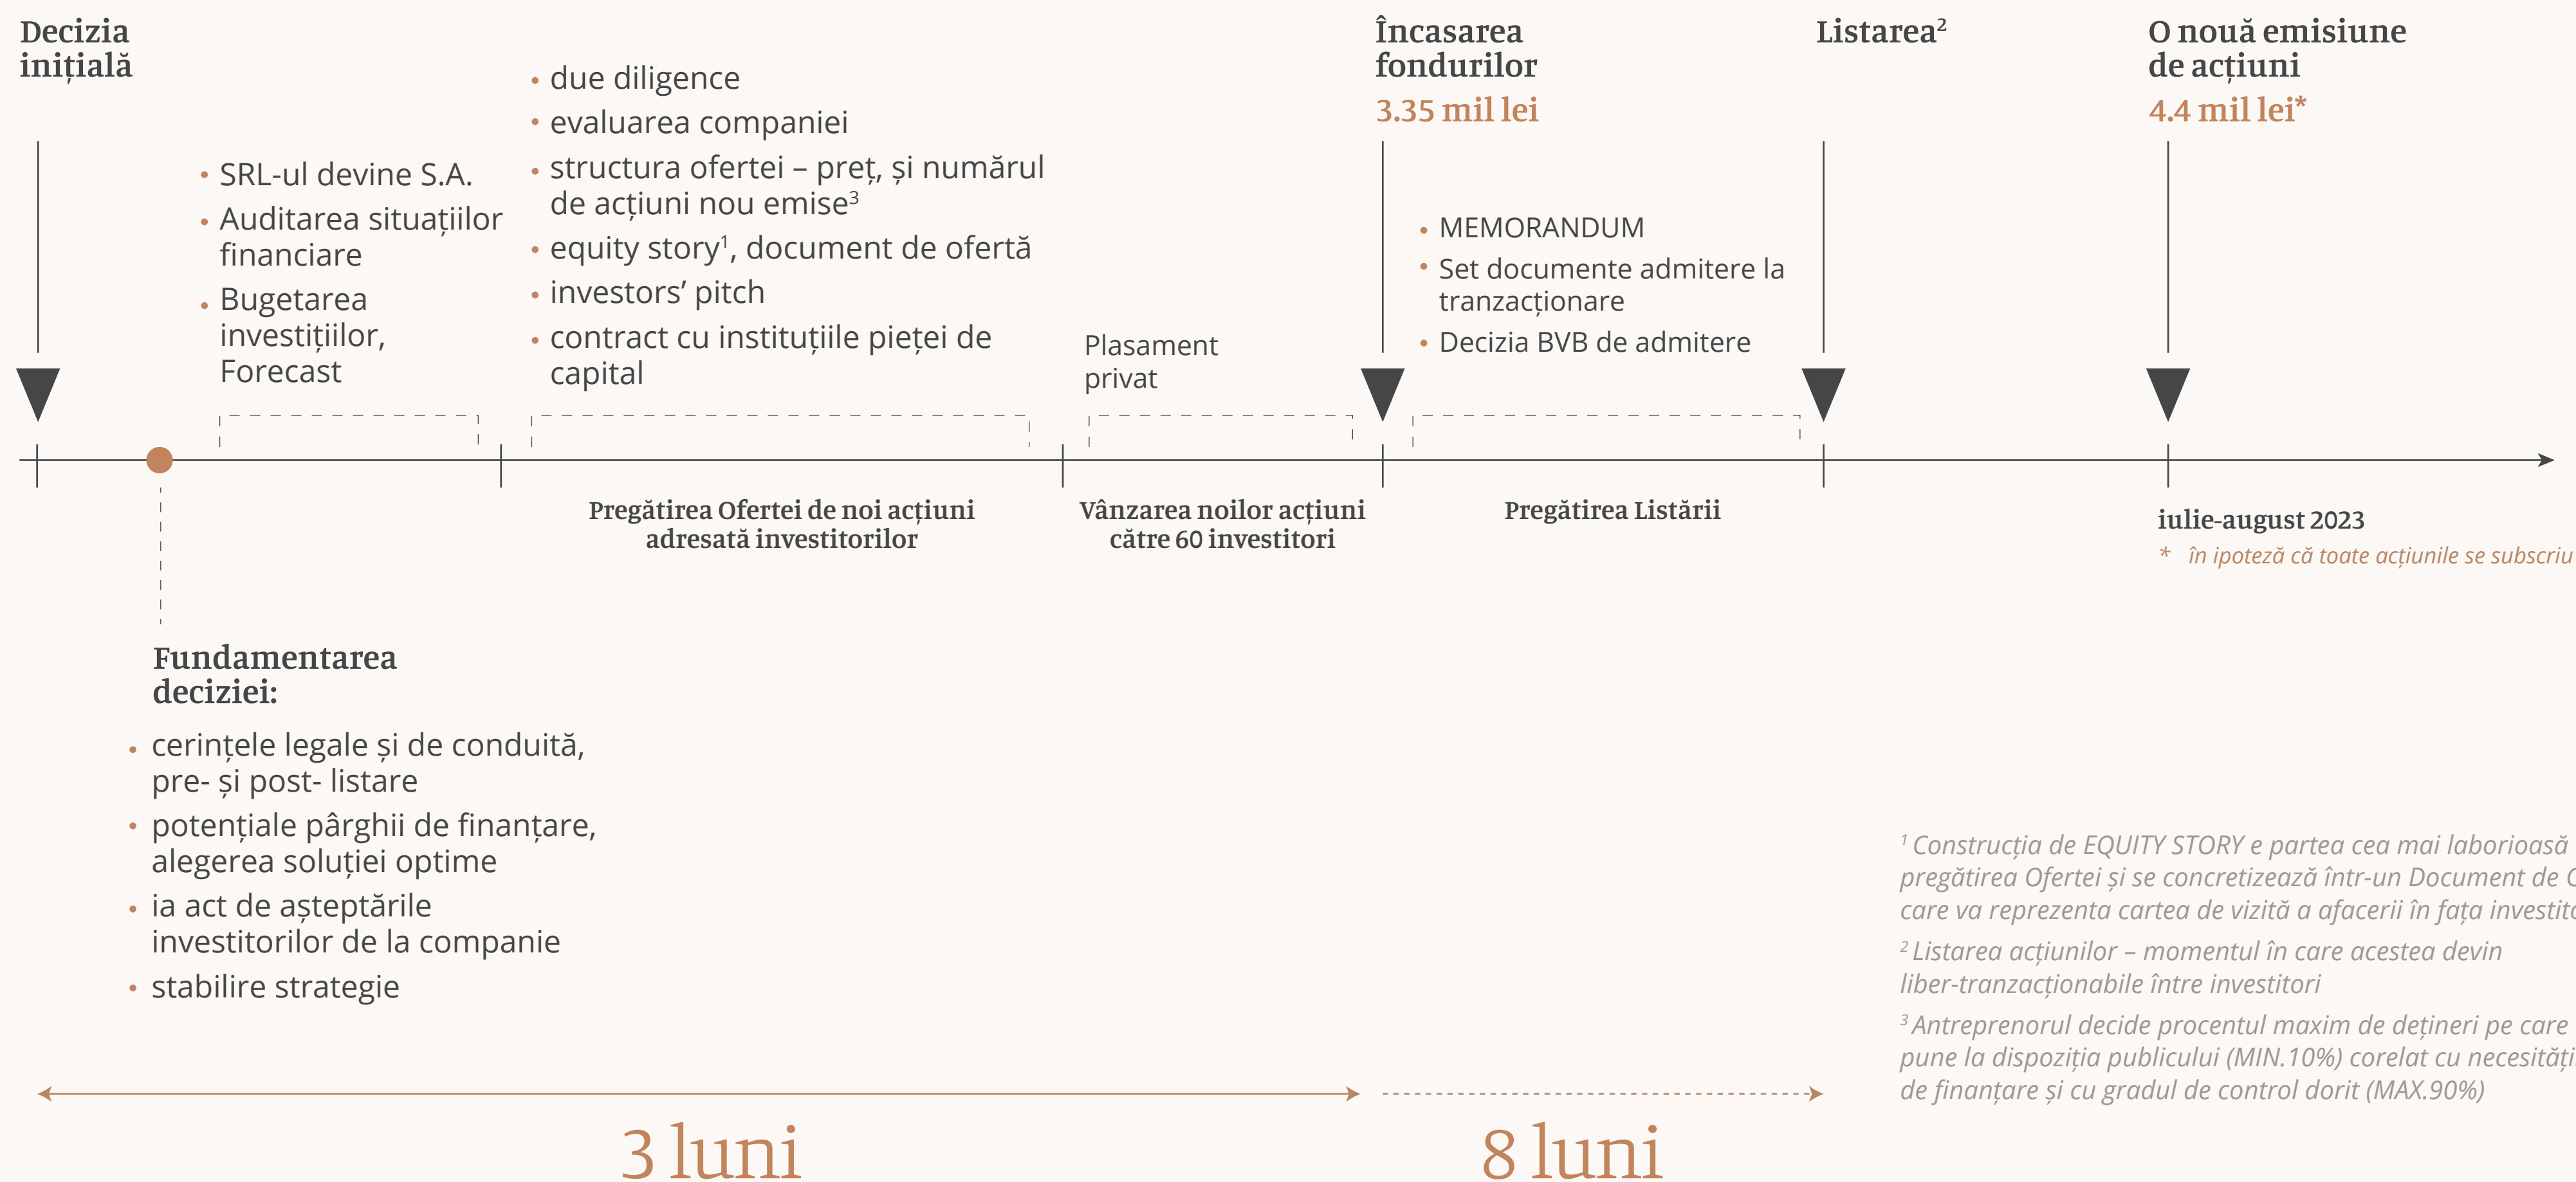 Decizia
inițială
SRL-ul devine S.A.
Auditarea situațiilor
financiare
Bugetarea
investițiilor,
Forecast
due diligence
evaluarea companiei
structura ofertei – preț, și numărul
de acțiuni nou emise³
equity story¹, document de ofertă
investors’ pitch
contract cu instituțiile pieței de
capital
Plasament
privat
Încasarea
fondurilor
3.35 mil lei
MEMORANDUM
Set documente admitere la
tranzacționare
Decizia BVB de admitere
Listarea²
O nouă emisiune
de acțiuni
4.4 mil lei*
Pregătirea Ofertei de noi acțiuni
adresată investitorilor
Vânzarea noilor acțiuni
către 60 investitori
Pregătirea Listării
iulie-august 2023
* în ipoteză că toate acțiunile se subscriu
Fundamentarea
deciziei:
cerințele legale și de conduită,
pre- și post- listare
potențiale pârghii de finanțare,
alegerea soluției optime
ia act de așteptările
investitorilor de la companie
stabilire strategie
¹ Construcția de EQUITY STORY e partea cea mai laborioasă
pregătirea Ofertei și se concretizează într-un Document de
care va reprezenta cartea de vizită a afacerii în fața
² Listarea acțiunilor – momentul în care acestea devin
liber-tranzacționabile între investitori
³ Antreprenorul decide procentul maxim de dețineri pe care
pune la dispoziția publicului (MIN.10%) corelat cu
de finanțare și cu gradul de control dorit (MAX.90%)
3 luni
8 luni